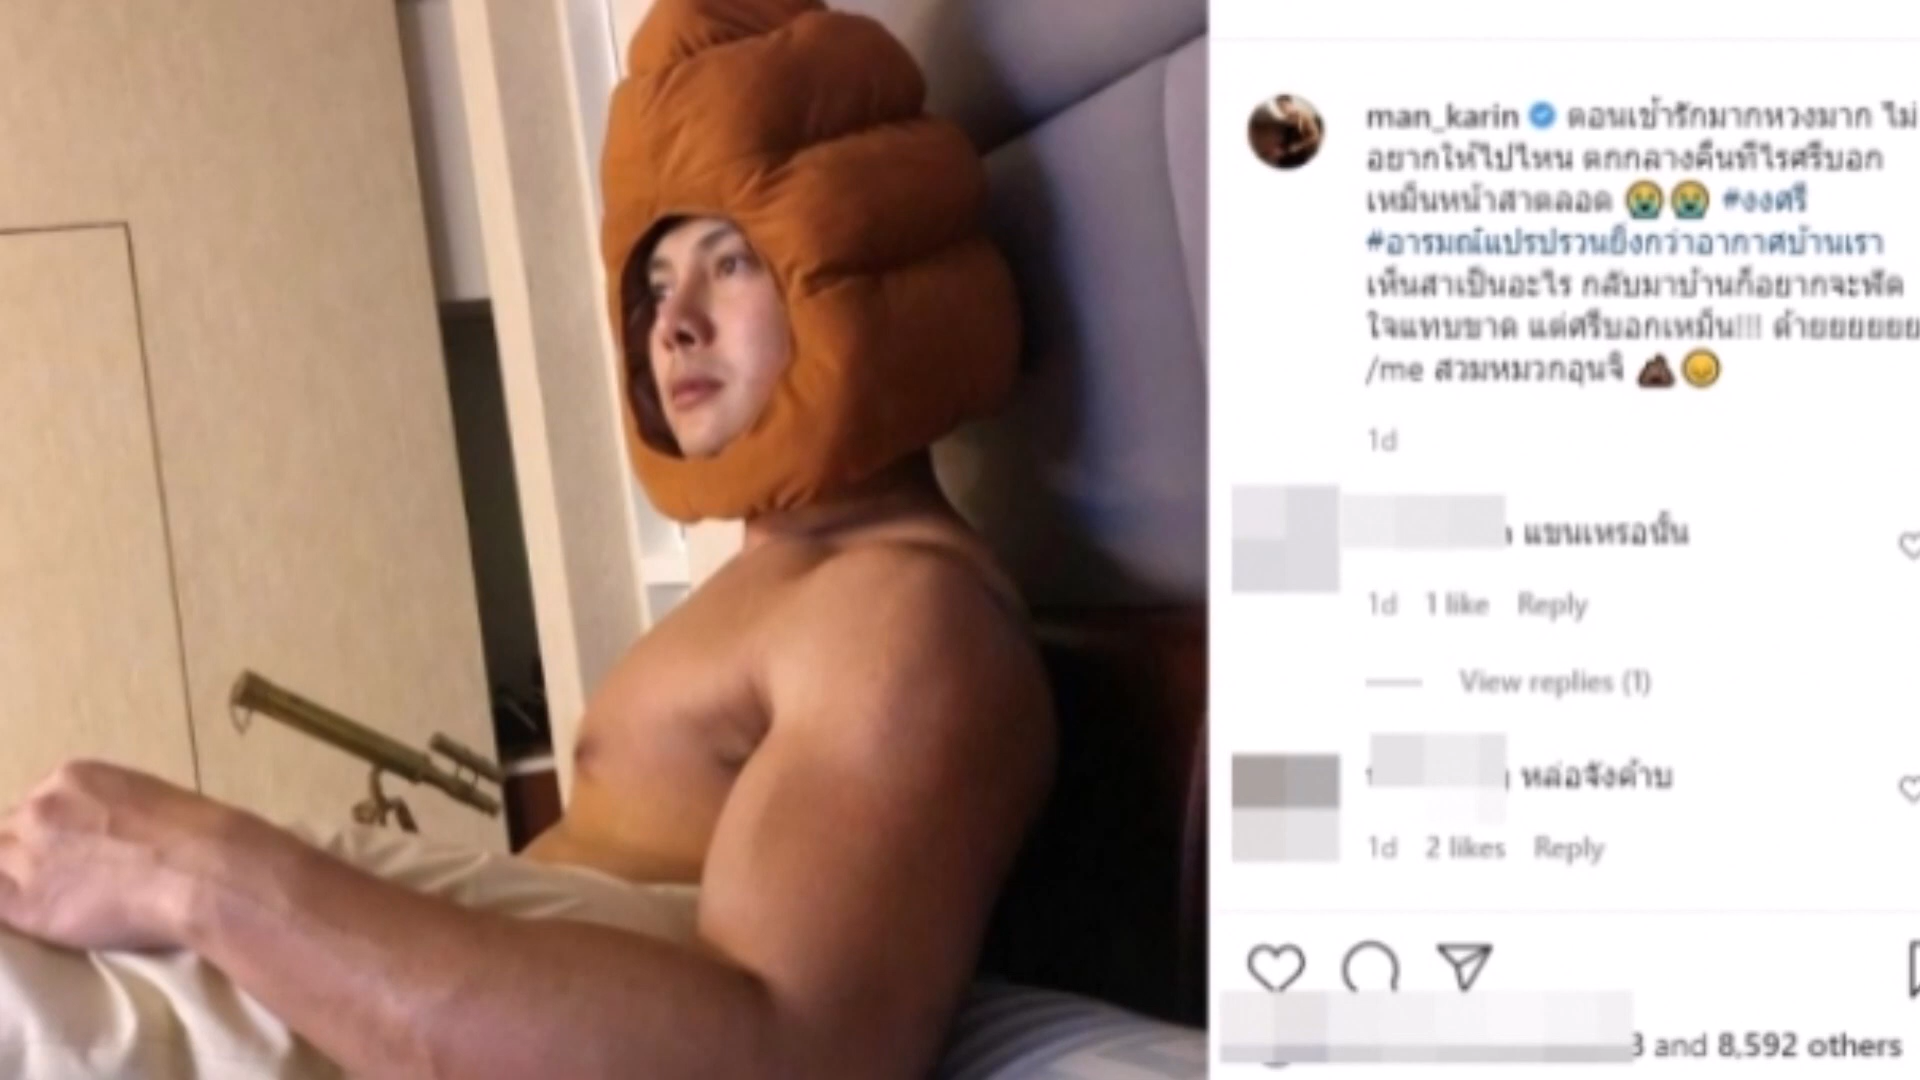 man_karin ตอนเช้ารักมากหวงมาก ไม่
อยากให้ไปไหน ตกกลางคืนทีไรศรีบอก
เหม็นหน้าสาตลอด 😭😭 #งงศรี
#อารมณ์แปรปรวนยิ่งกว่าอากาศบ้านเรา
เห็นสาเป็นอะไร กลับมาบ้านก็อยากจะฟัด
ใจแทบขาด แต่ศรีบอกเหม็น!!! ด้ายยยยยย
/me สวมหมวกอุนจิ 💩😞
1d
แขนเหรอนั้น
1d 1 like Reply
View replies (1)
หล่อจังค้าบ
1d 2 likes Reply
and 8,592 others